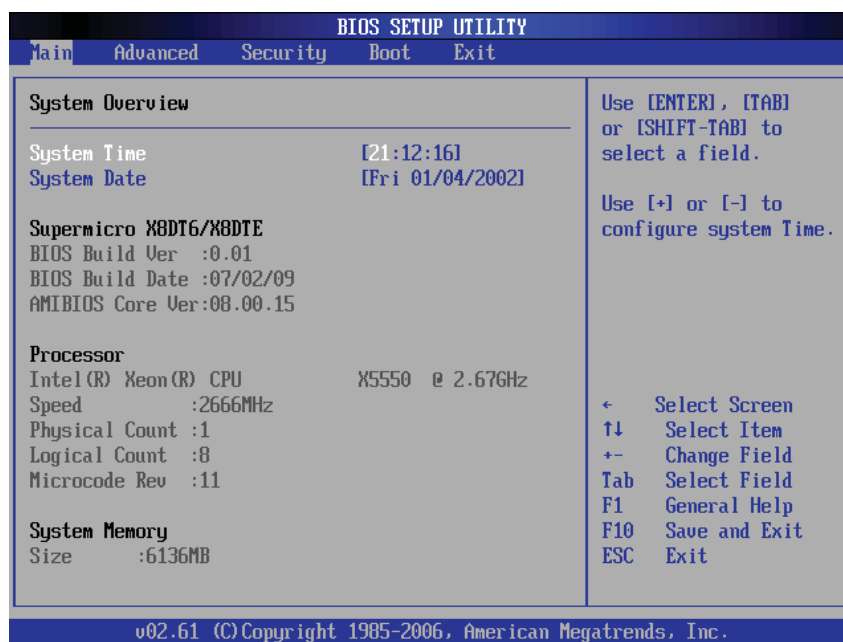 BIOS SETUP UTILITY
Main Advanced Security Boot Exit
System Overview
System Time [21:12:16]
System Date [Fri 01/04/2002]
Supermicro X8DT6/X8DTE
BIOS Build Ver :0.01
BIOS Build Date :07/02/09
AMIBIOS Core Ver:08.00.15
Processor
Intel(R) Xeon(R) CPU X5550 @ 2.67GHz
Speed :2666MHz
Physical Count :1
Logical Count :8
Microcode Rev :11
System Memory
Size :6136MB
Use [ENTER], [TAB]
or [SHIFT-TAB] to
select a field.
Use [+] or [-] to
configure system Time.
← Select Screen
↑↓ Select Item
+- Change Field
Tab Select Field
F1 General Help
F10 Save and Exit
ESC Exit
v02.61 (C)Copyright 1985-2006, American Megatrends, Inc.